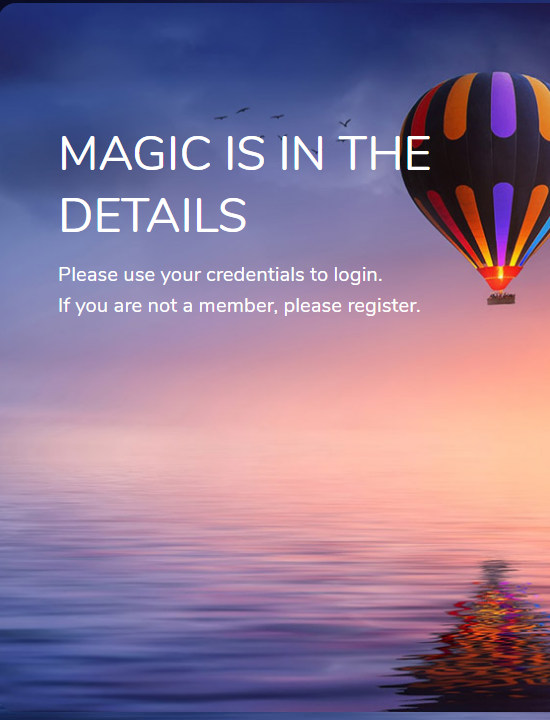 MAGIC IS IN THE
DETAILS
Please use your credentials to login.
If you are not a member, please register.